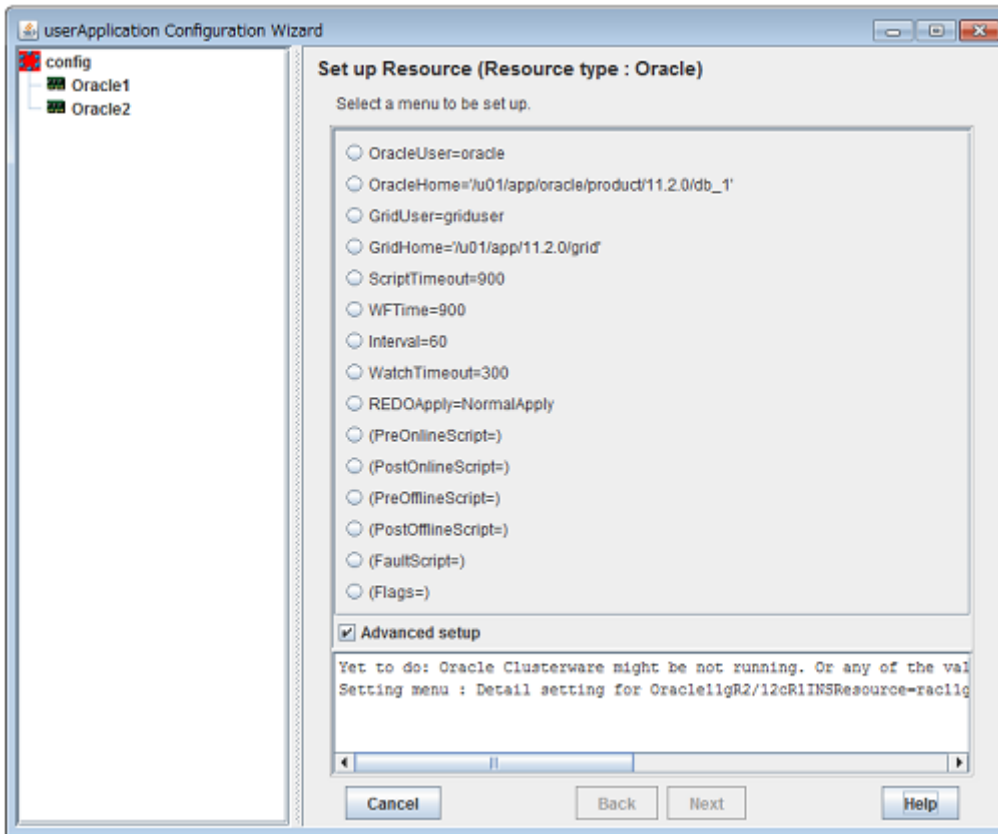 userApplication Configuration Wizard
config
Oracle1
Oracle2
Set up Resource (Resource type : Oracle)
Select a menu to be set up.
OracleUser=oracle
OracleHome='/u01/app/oracle/product/11.2.0/db_1'
GridUser=griduser
GridHome='/u01/app/11.2.0/grid'
ScriptTimeout=900
WFTime=900
Interval=60
WatchTimeout=300
REDOApply=NormalApply
(PreOnlineScript=)
(PostOnlineScript=)
(PreOfflineScript=)
(PostOfflineScript=)
(FaultScript=)
(Flags=)
Advanced setup
Yet to do: Oracle Clusterware might be not running. Or any of the val
Setting menu : Detail setting for Oracle11gR2/12cR1INSResource=rac11g
Cancel
Back
Next
Help